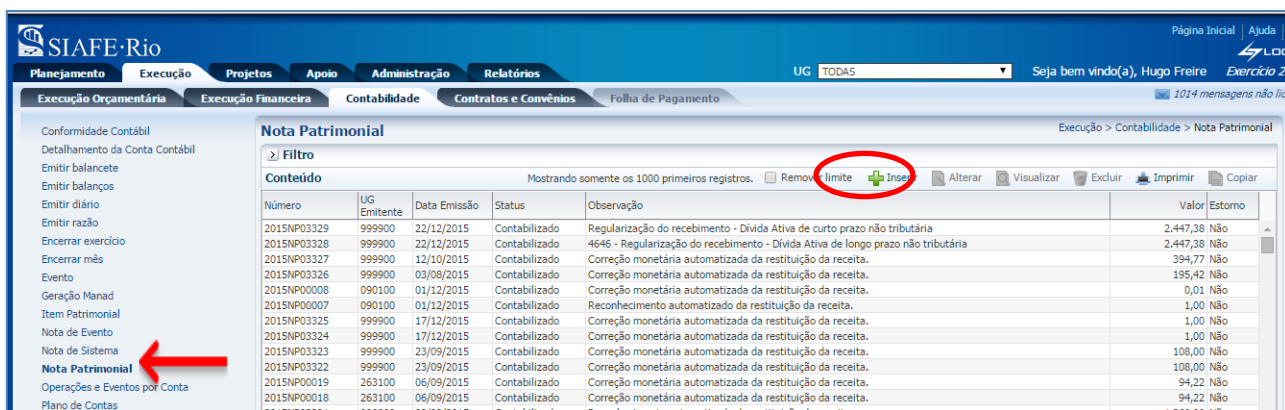 Página Inicial | Ajuda
SIAFE·Rio
Planejamento Execução Projetos Apoio Administração Relatórios UG TODAS Seja bem vindo(a), Hugo Freire Exercício 2
Execução Orçamentária Execução Financeira Contabilidade Contratos e Convênios Folha de Pagamento 1014 mensagens não
Conformidade Contábil
Detalhamento da Conta Contábil
Emitir balancete
Emitir balanços
Emitir diário
Emitir razão
Encerrar exercício
Encerrar mês
Evento
Geração Manad
Item Patrimonial
Nota de Evento
Nota de Sistema
Nota Patrimonial
Operações e Eventos por Conta
Plano de Contas
Nota Patrimonial Execução > Contabilidade > Nota Patrimonial
Filtro
Conteúdo Mostrando somente os 1000 primeiros registros. Remover limite Inserir Alterar Visualizar Excluir Imprimir Copiar
Número UG Emitente Data Emissão Status Observação Valor Estorno
2015NP03329 999900 22/12/2015 Contabilizado Regularização do recebimento - Dívida Ativa de curto prazo não tributária 2.447,38 Não
2015NP03328 999900 22/12/2015 Contabilizado 4646 - Regularização do recebimento - Dívida Ativa de longo prazo não tributária 2.447,38 Não
2015NP03327 999900 12/10/2015 Contabilizado Correção monetária automatizada da restituição da receita. 394,77 Não
2015NP03326 999900 03/08/2015 Contabilizado Correção monetária automatizada da restituição da receita. 195,42 Não
2015NP00008 090100 01/12/2015 Contabilizado Correção monetária automatizada da restituição da receita. 0,01 Não
2015NP00007 090100 01/12/2015 Contabilizado Reconhecimento automatizado da restituição da receita. 1,00 Não
2015NP03325 999900 17/12/2015 Contabilizado Correção monetária automatizada da restituição da receita. 1,00 Não
2015NP03324 999900 17/12/2015 Contabilizado Correção monetária automatizada da restituição da receita. 1,00 Não
2015NP03323 999900 23/09/2015 Contabilizado Correção monetária automatizada da restituição da receita. 108,00 Não
2015NP03322 999900 23/09/2015 Contabilizado Correção monetária automatizada da restituição da receita. 108,00 Não
2015NP00019 263100 06/09/2015 Contabilizado Correção monetária automatizada da restituição da receita. 94,22 Não
2015NP00018 263100 06/09/2015 Contabilizado Correção monetária automatizada da restituição da receita. 94,22 Não